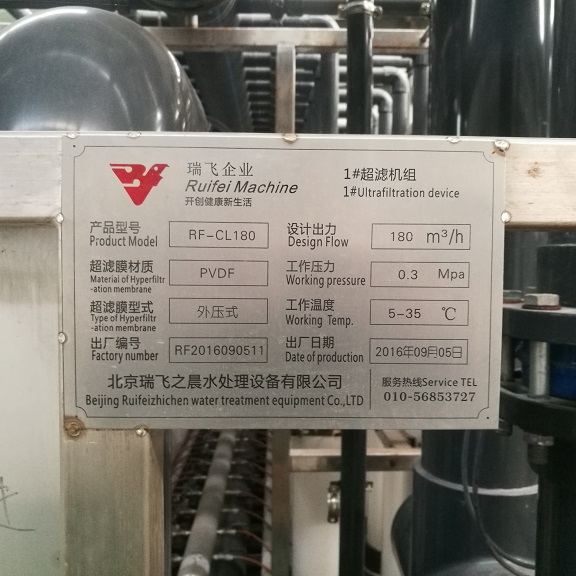 瑞飞企业
Ruifei Machine
开创健康新生活
1#超滤机组
1#Ultrafiltration device
产品型号 RF-CL180 设计出力 180 m³/h
Product Model Design Flow
超滤膜材质 PVDF 工作压力 0.3 Mpa
Material of Hyperfiltr Working pressure
-ation membrane
超滤膜型式 外压式 工作温度 5-35 ℃
Type of Hyperfiltr Working Temp.
-ation membrane
出厂编号 RF2016090511 出厂日期 2016年09月05日
Factory number Date of production
北京瑞飞之晨水处理设备有限公司
Beijing Ruifeizhichen water treatment equipment Co.,LTD
服务热线Service TEL
010-56853727